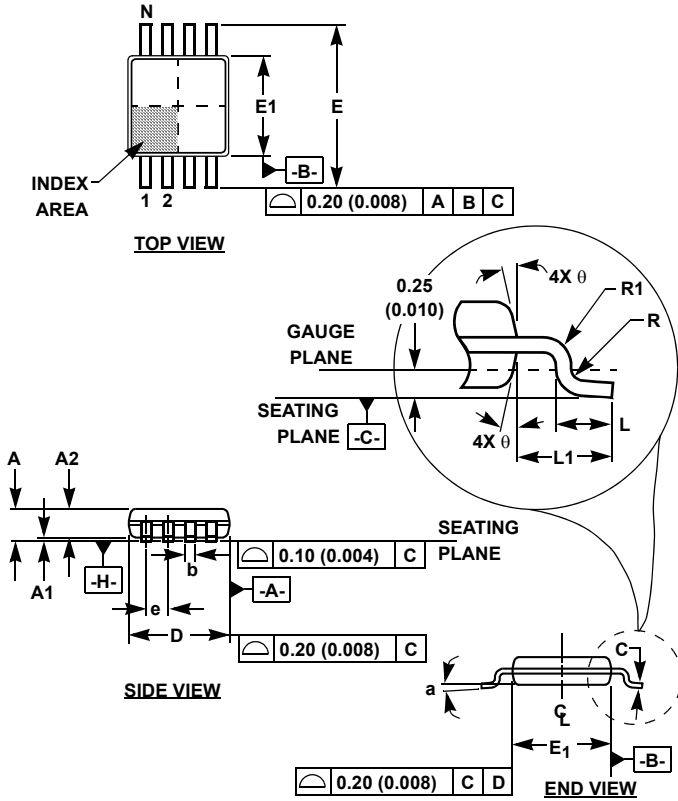 N
E1
E
-B-
INDEX
AREA
1 2
0.20 (0.008) A B C
TOP VIEW
0.25
(0.010)
4X θ
R1
R
GAUGE
PLANE
SEATING
PLANE -C-
4X θ
L
L1
A A2
SEATING
PLANE
A1
-H-
b
0.10 (0.004) C
-A-
e
D
0.20 (0.008) C
SIDE VIEW
C
a
CL
E1
-B-
0.20 (0.008) C D
END VIEW